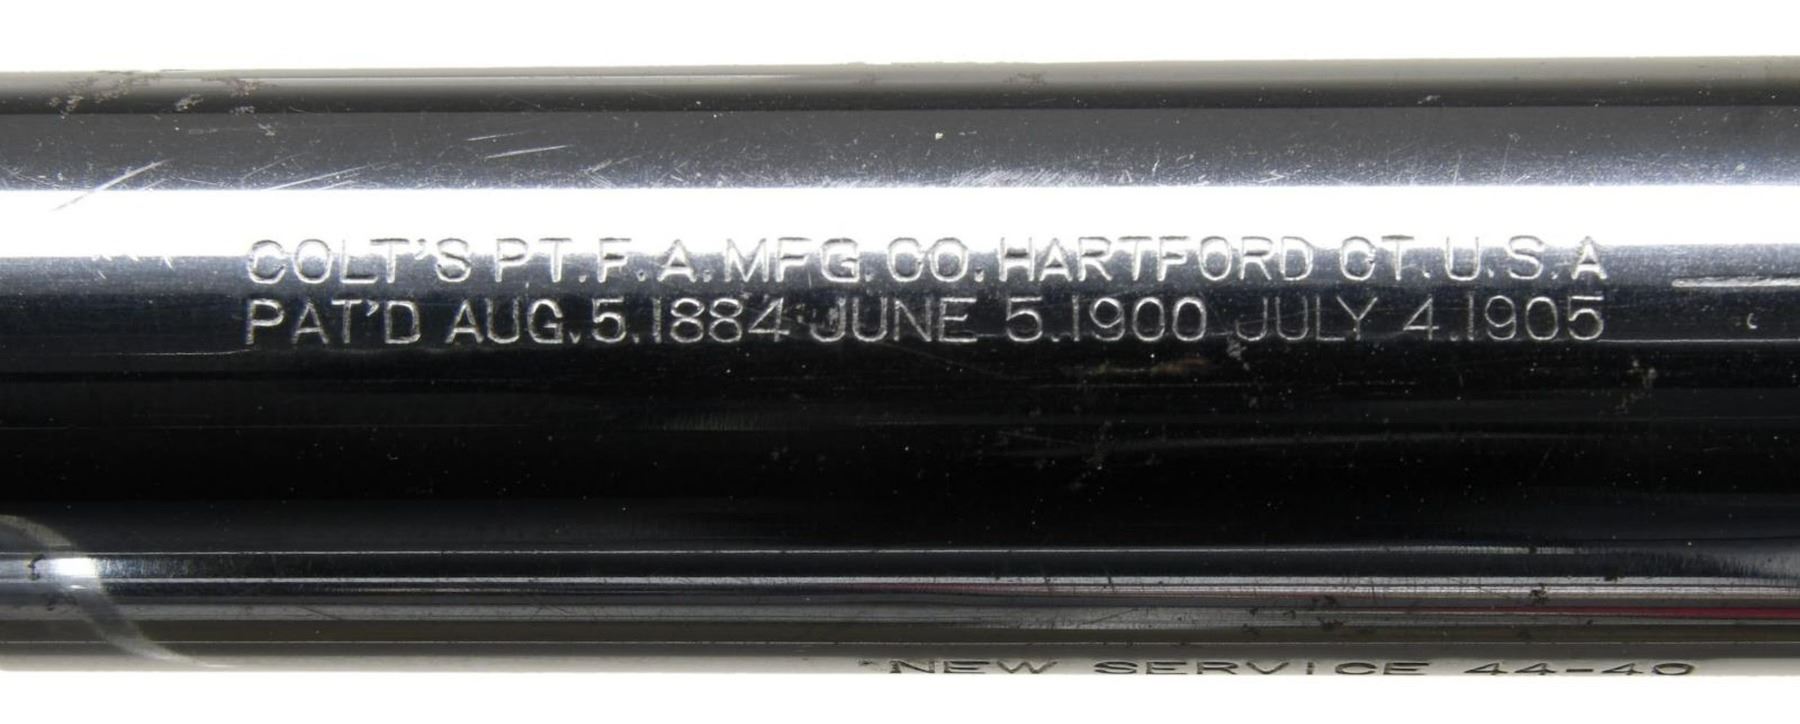 COLT'S PT. F. A. MFG. CO. HARTFORD CT. U.S.A
PAT'D AUG. 5. 1884 JUNE 5. 1900 JULY 4. 1905
NEW SERVICE 44-40